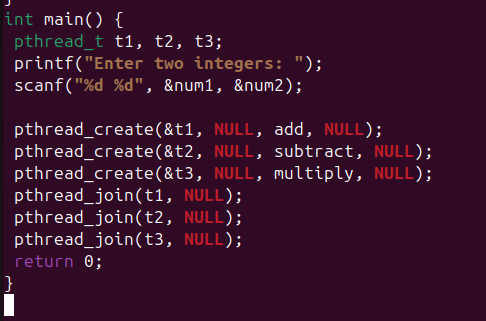 }
int main() {
 pthread_t t1, t2, t3;
 printf("Enter two integers: ");
 scanf("%d %d", &num1, &num2);

 pthread_create(&t1, NULL, add, NULL);
 pthread_create(&t2, NULL, subtract, NULL);
 pthread_create(&t3, NULL, multiply, NULL);
 pthread_join(t1, NULL);
 pthread_join(t2, NULL);
 pthread_join(t3, NULL);
 return 0;
}